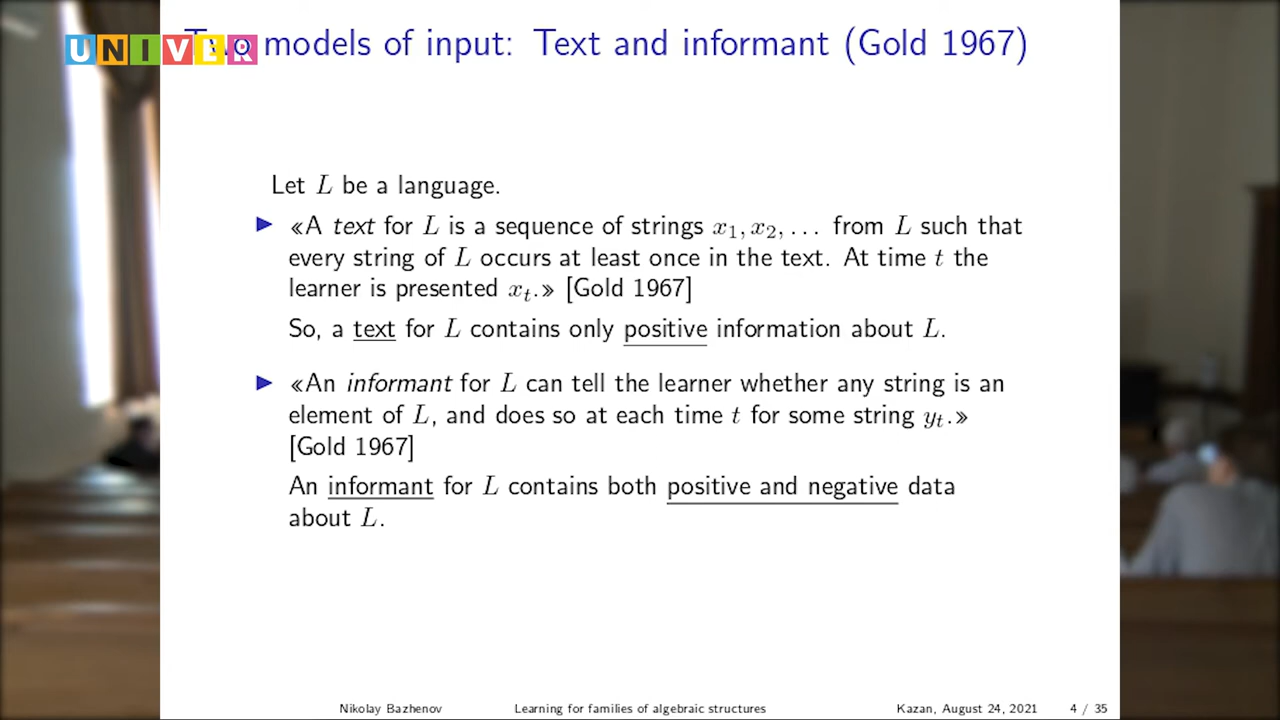 UNIVER
Two models of input: Text and informant (Gold 1967)
Let L be a language.
▶ «A text for L is a sequence of strings x₁, x₂, … from L such that
every string of L occurs at least once in the text. At time t the
learner is presented xₜ.» [Gold 1967]
So, a text for L contains only positive information about L.
▶ «An informant for L can tell the learner whether any string is an
element of L, and does so at each time t for some string yₜ.»
[Gold 1967]
An informant for L contains both positive and negative data
about L.
Nikolay Bazhenov Learning for families of algebraic structures Kazan, August 24, 2021 4 / 35